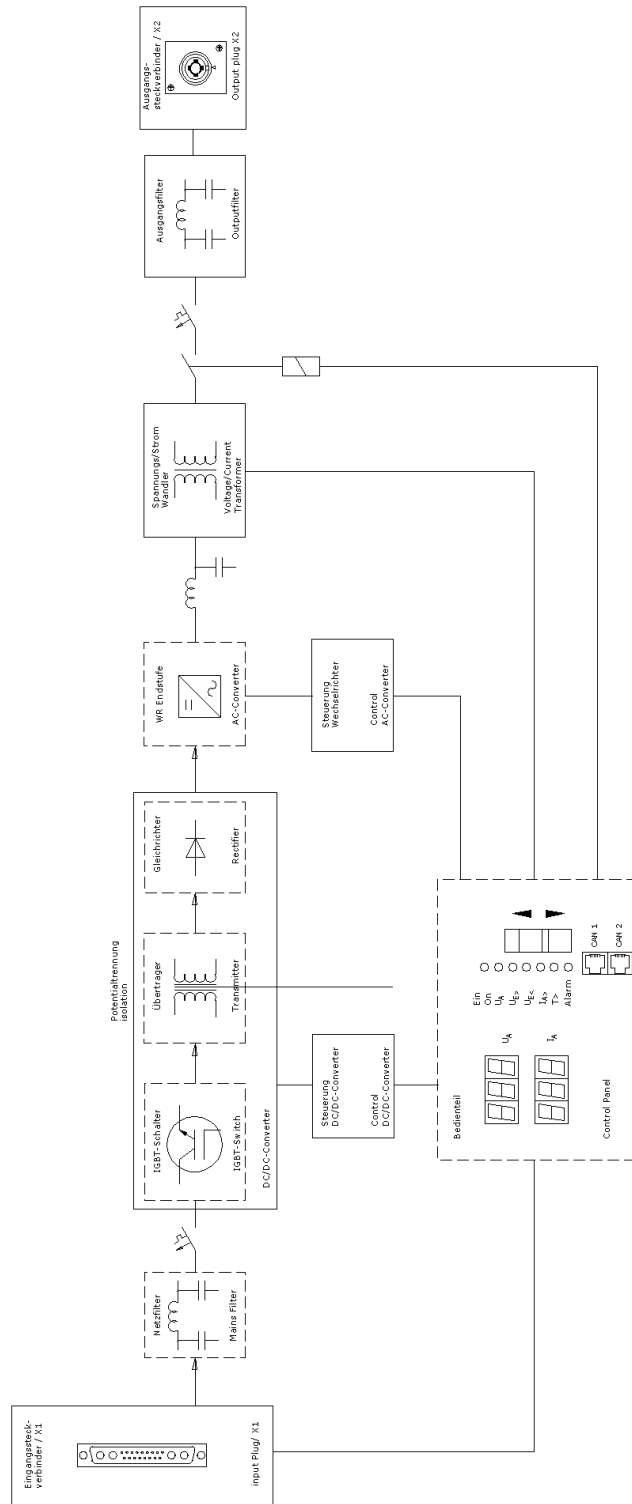 Eingangssteck-
verbinder / X1
input Plug/ X1
Netzfilter
Mains Filter
Potentialtrennung
isolation
IGBT-Schalter
IGBT-Switch
Übertrager
Transmitter
Gleichrichter
Rectifier
DC/DC-Converter
WR Endstufe
AC-Converter
Spannungs/Strom
Wandler
Voltage/Current
Transformer
Ausgangsfilter
Outputfilter
Ausgangs-
steckverbinder / X2
Output plug X2
Steuerung
DC/DC-Converter
Control
DC/DC-Converter
Steuerung
Wechselrichter
Control
AC-Converter
Bedienteil
UA
IA
Ein
On
UA
UE>
UE<
IA>
T>
Alarm
CAN 1
CAN 2
Control Panel